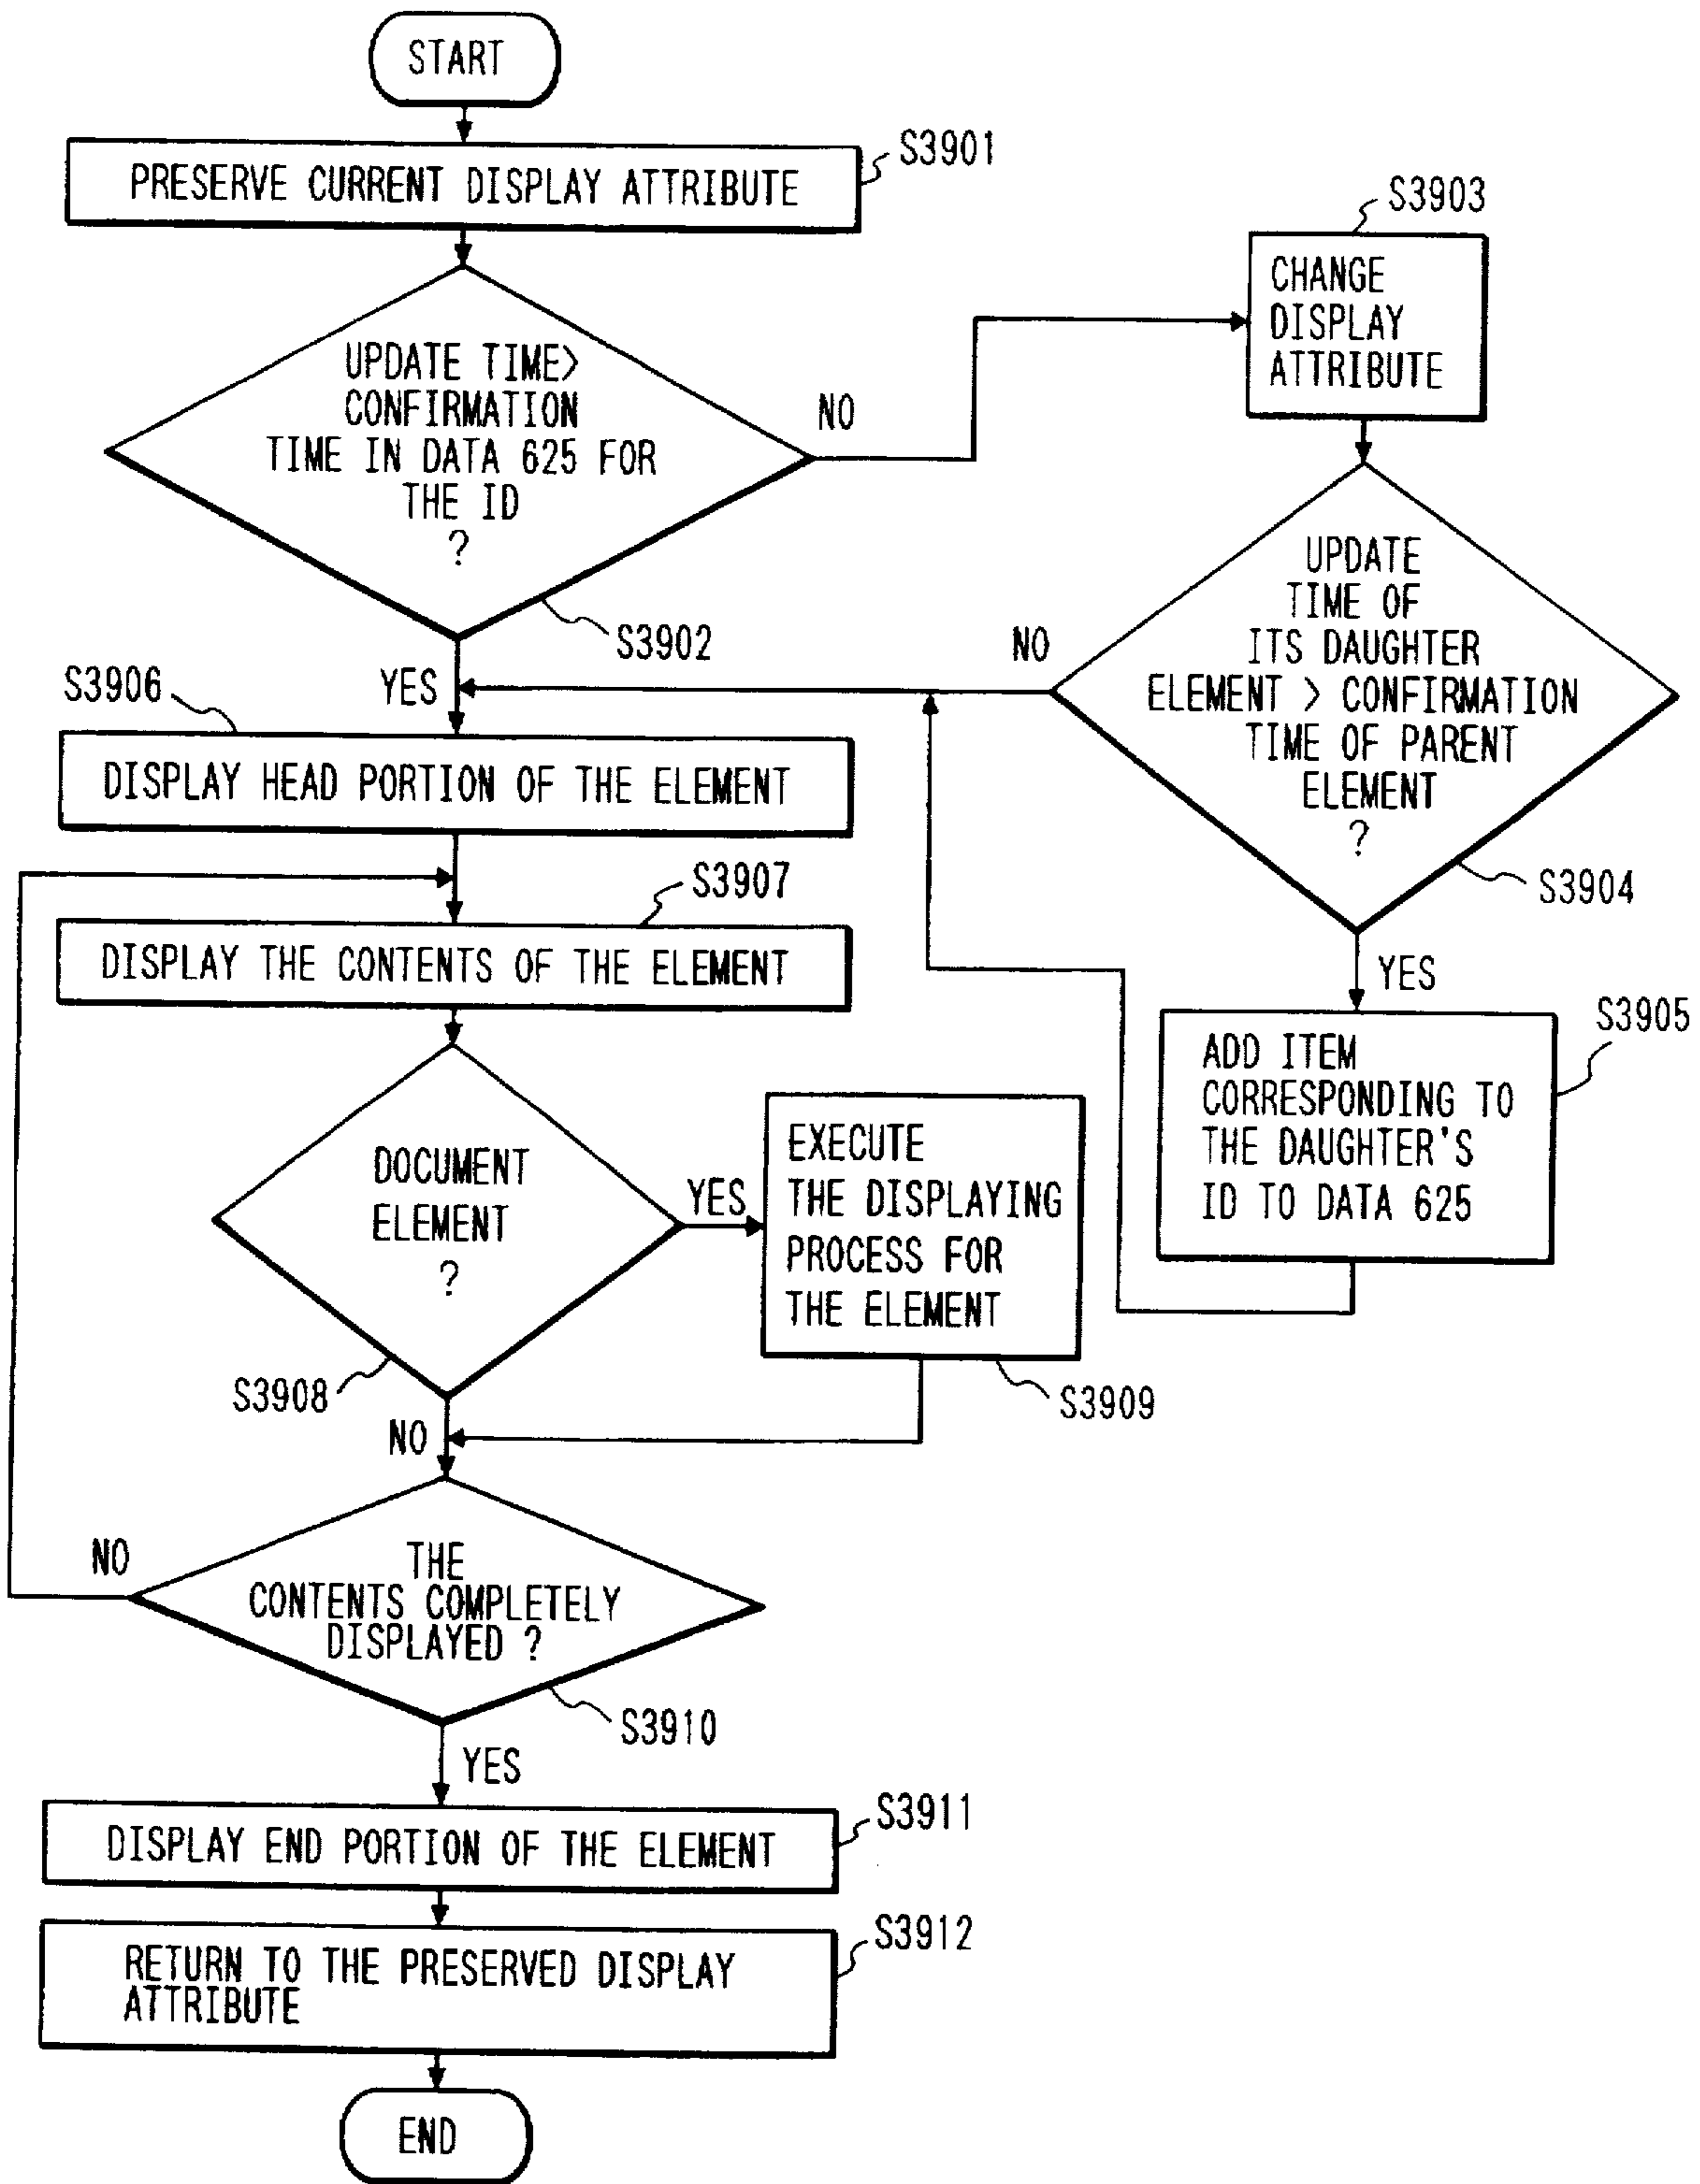 START
S3901
PRESERVE CURRENT DISPLAY ATTRIBUTE
S3903
CHANGE
DISPLAY
ATTRIBUTE
UPDATE TIME>
CONFIRMATION
TIME IN DATA 625 FOR
THE ID
?
NO
S3902
YES
UPDATE
TIME OF
ITS DAUGHTER
ELEMENT > CONFIRMATION
TIME OF PARENT
ELEMENT
?
NO
S3904
YES
S3905
ADD ITEM
CORRESPONDING TO
THE DAUGHTER'S
ID TO DATA 625
S3906
DISPLAY HEAD PORTION OF THE ELEMENT
S3907
DISPLAY THE CONTENTS OF THE ELEMENT
DOCUMENT
ELEMENT
?
YES
EXECUTE
THE DISPLAYING
PROCESS FOR
THE ELEMENT
S3908
S3909
NO
NO
THE
CONTENTS COMPLETELY
DISPLAYED ?
S3910
YES
S3911
DISPLAY END PORTION OF THE ELEMENT
S3912
RETURN TO THE PRESERVED DISPLAY
ATTRIBUTE
END